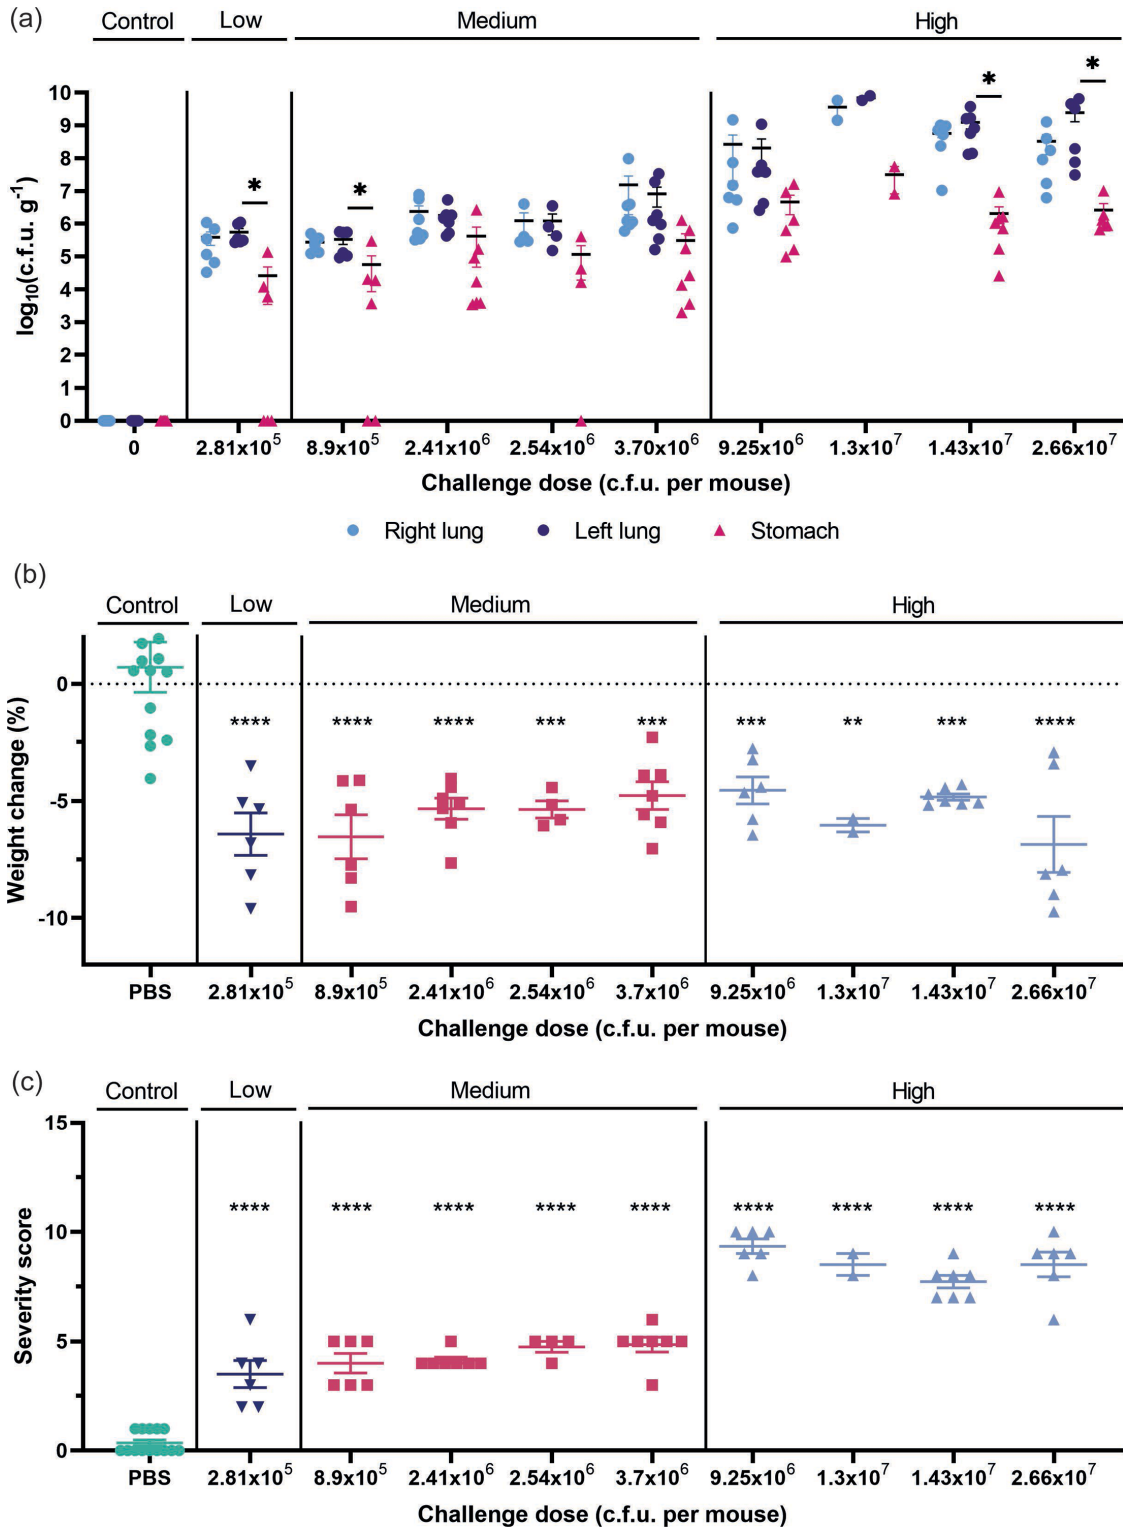 (a)
Control Low Medium High
* * * *
log₁₀(c.f.u. g⁻¹)
10
9
8
7
6
5
4
3
2
1
0
0 2.81x10⁵ 8.9x10⁵ 2.41x10⁶ 2.54x10⁶ 3.70x10⁶ 9.25x10⁶ 1.3x10⁷ 1.43x10⁷ 2.66x10⁷
Challenge dose (c.f.u. per mouse)
Right lung Left lung Stomach
(b)
Control Low Medium High
Weight change (%)
0
-5
-10
**** **** **** *** *** *** ** *** ****
PBS 2.81x10⁵ 8.9x10⁵ 2.41x10⁶ 2.54x10⁶ 3.7x10⁶ 9.25x10⁶ 1.3x10⁷ 1.43x10⁷ 2.66x10⁷
Challenge dose (c.f.u. per mouse)
(c)
Control Low Medium High
Severity score
15
10
5
0
**** **** **** **** **** **** **** **** ****
PBS 2.81x10⁵ 8.9x10⁵ 2.41x10⁶ 2.54x10⁶ 3.7x10⁶ 9.25x10⁶ 1.3x10⁷ 1.43x10⁷ 2.66x10⁷
Challenge dose (c.f.u. per mouse)